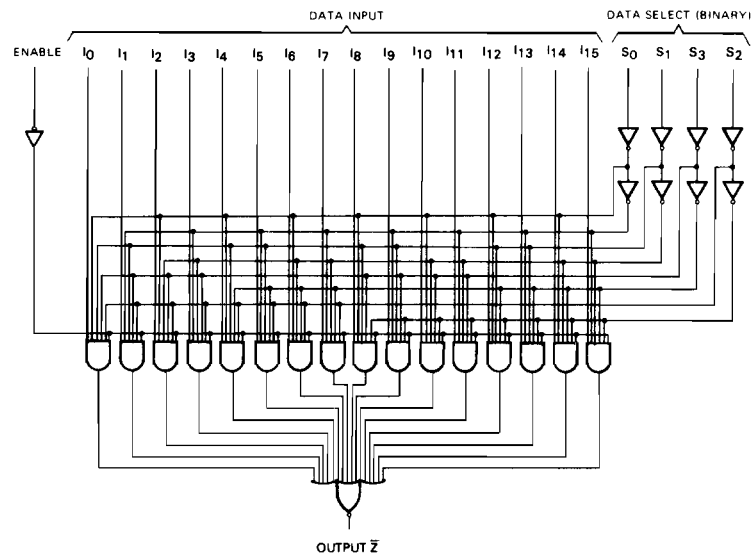 DATA INPUT DATA SELECT (BINARY)
ENABLE I0 I1 I2 I3 I4 I5 I6 I7 I8 I9 I10 I11 I12 I13 I14 I15 S0 S1 S3 S2
OUTPUT Z̅